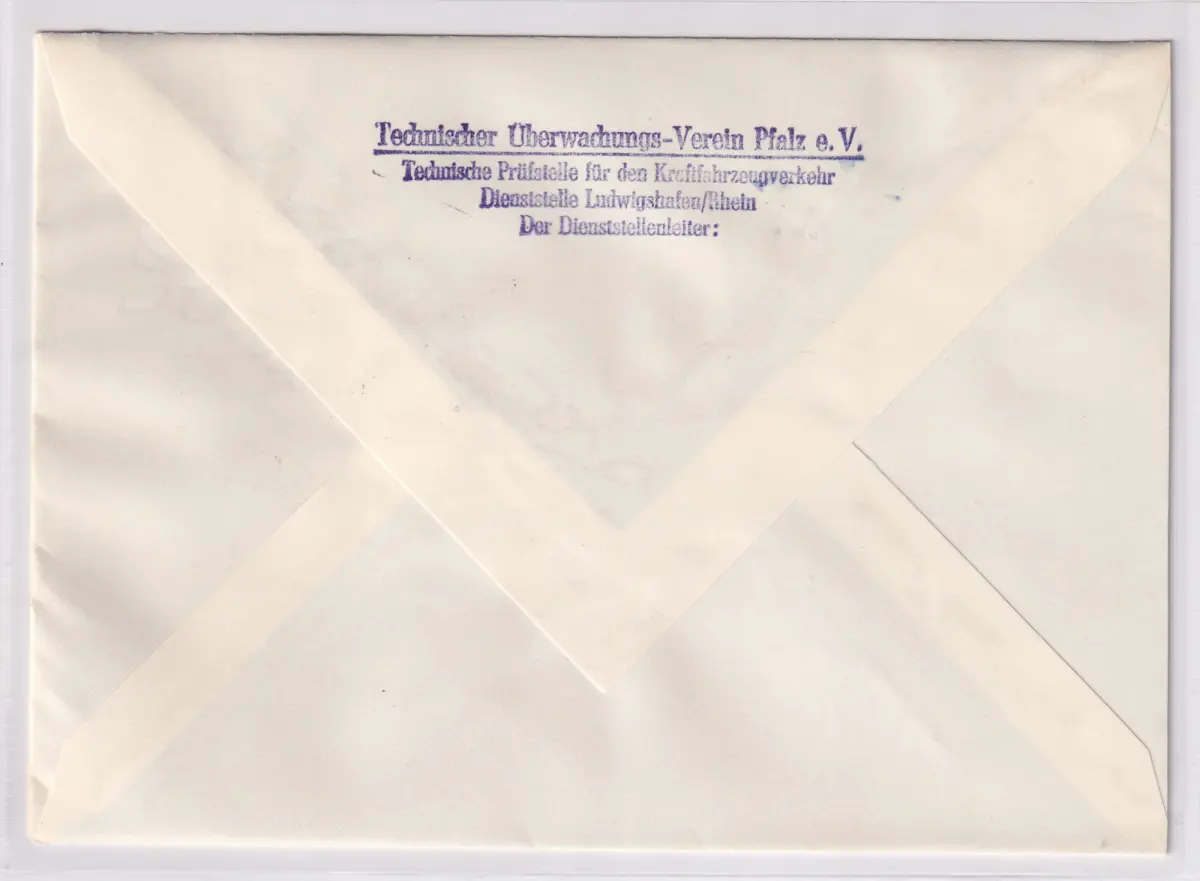 Technischer Überwachungs-Verein Pfalz e.V.
Technische Prüfstelle für den Kraftfahrzeugverkehr
Dienststelle Ludwigshafen/Rhein
Der Dienststellenleiter: